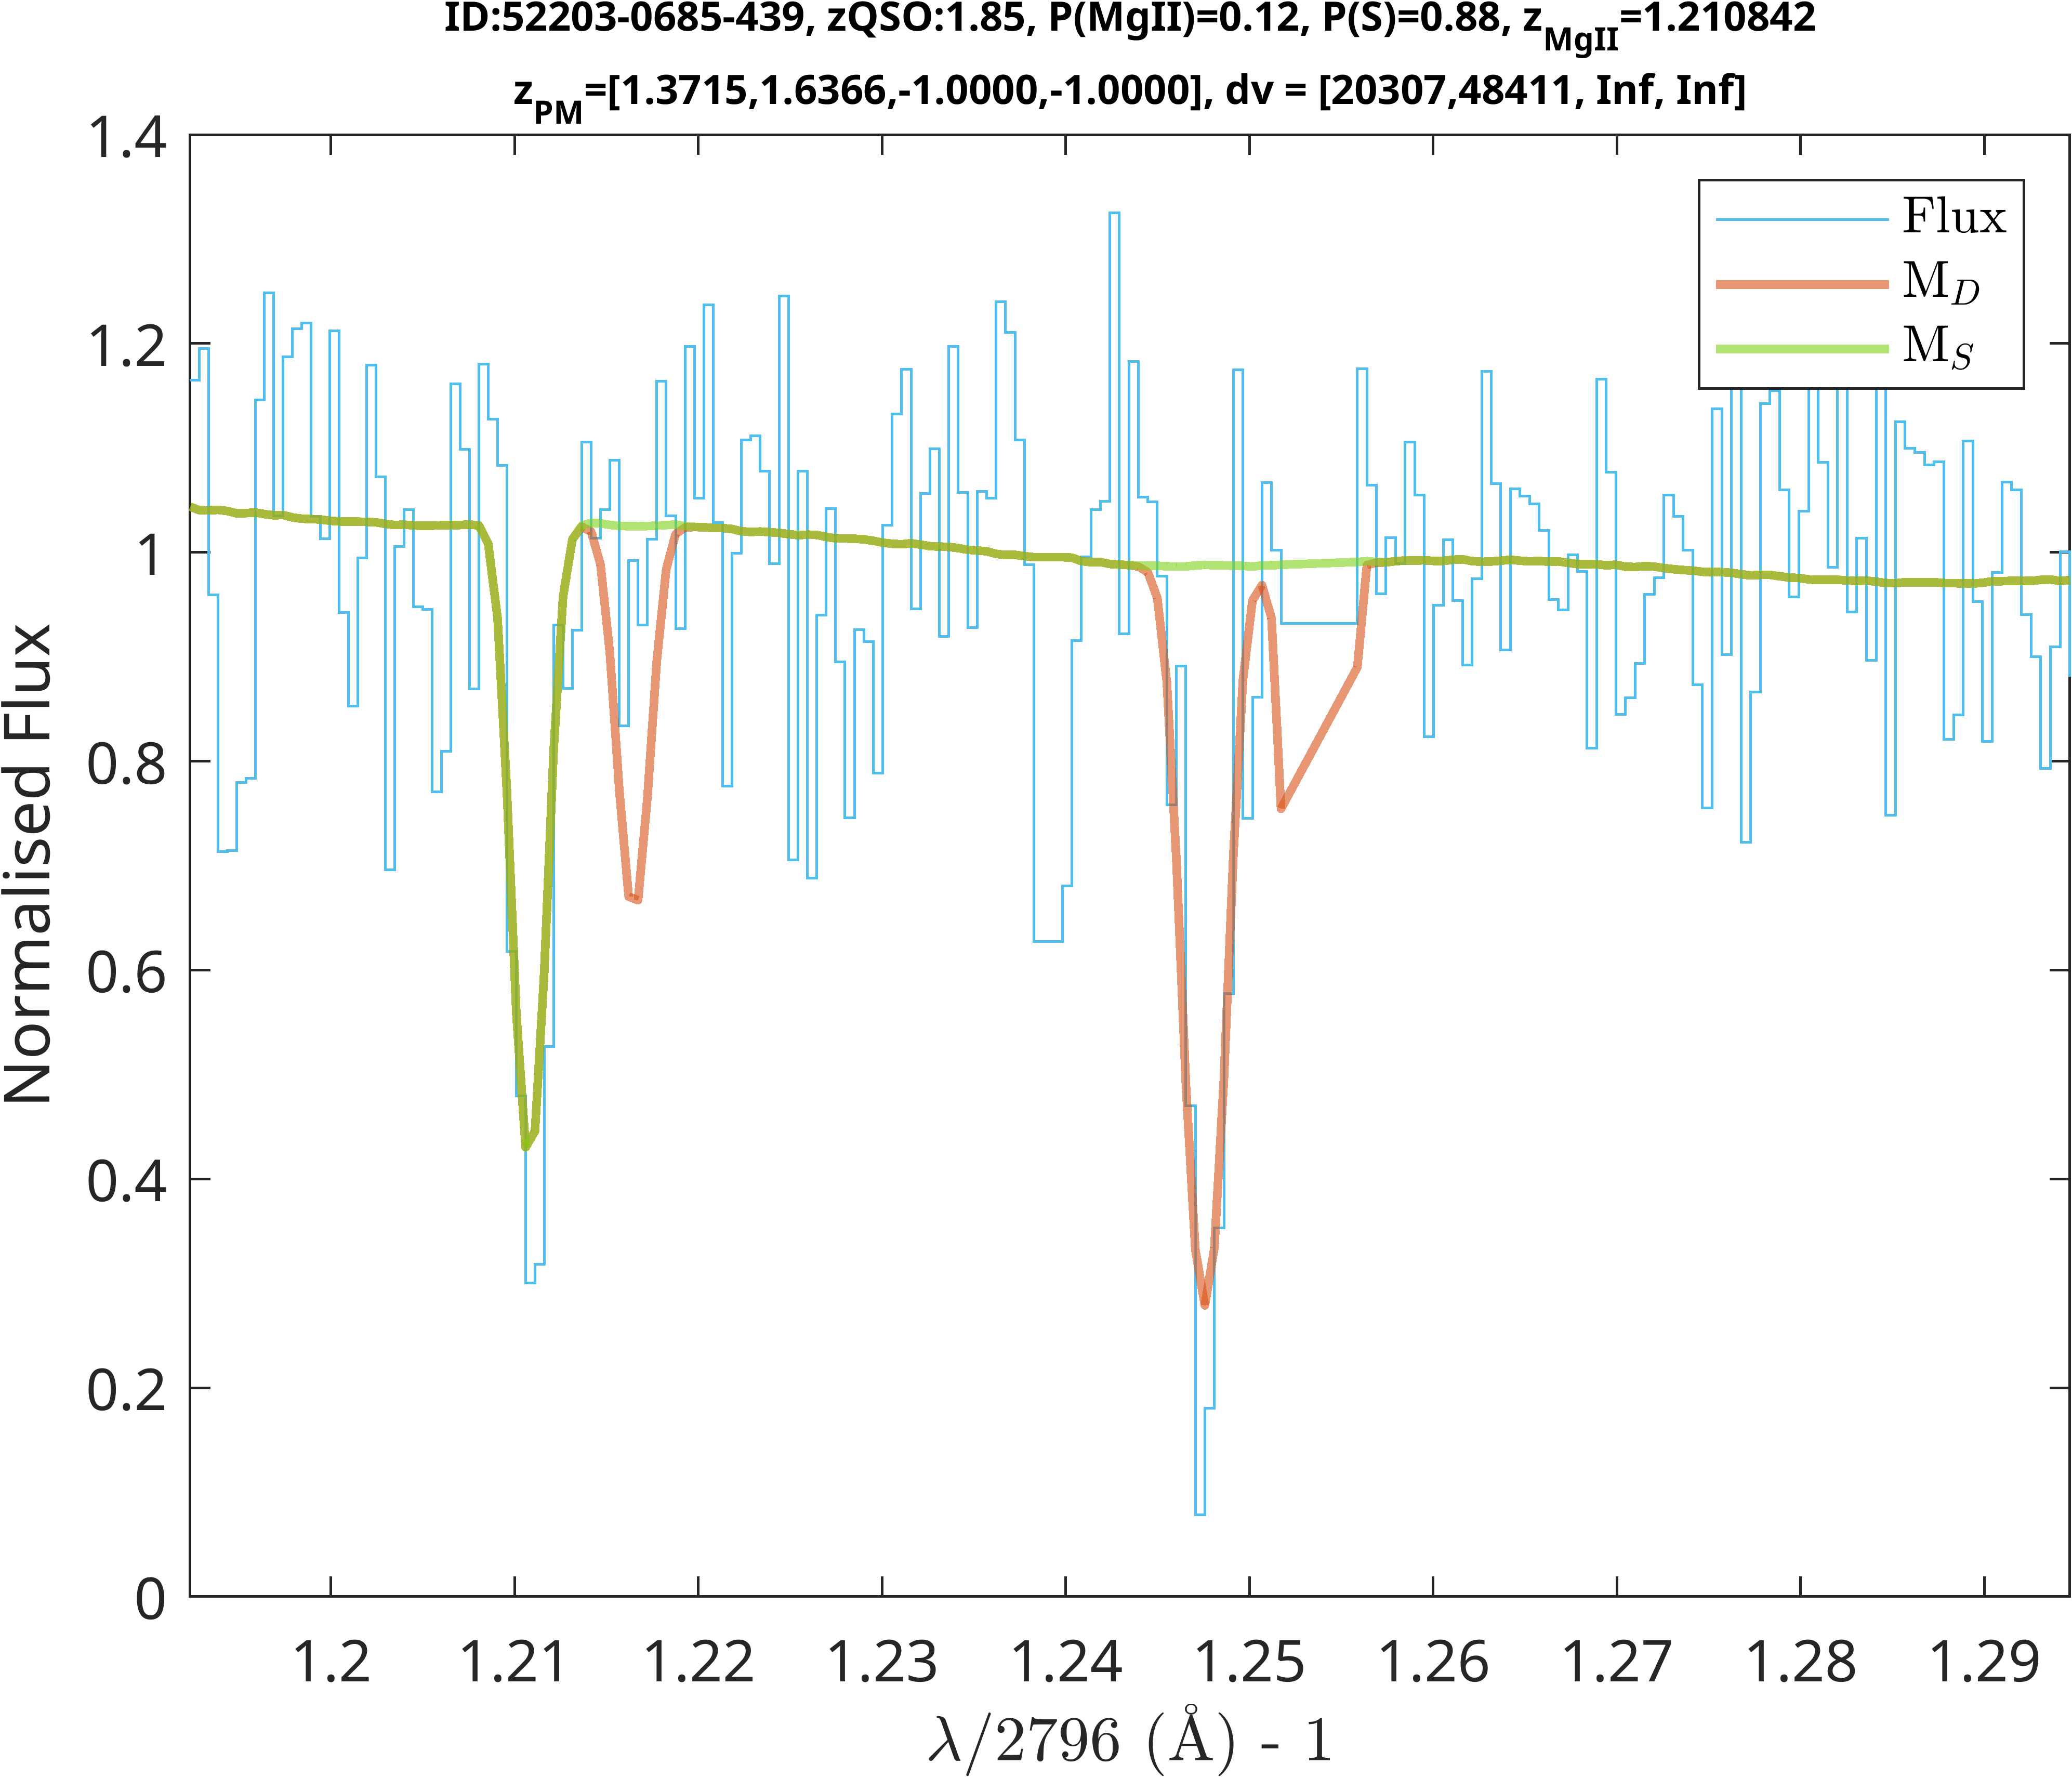 ID:52203-0685-439, zQSO:1.85, P(MgII)=0.12, P(S)=0.88, zMgII=1.210842
zPM=[1.3715,1.6366,-1.0000,-1.0000], dv = [20307,48411, Inf, Inf]
1.4
1.2
1
0.8
0.6
0.4
0.2
0
Normalised Flux
Flux
MD
MS
1.2 1.21 1.22 1.23 1.24 1.25 1.26 1.27 1.28 1.29
λ/2796 (Å) - 1